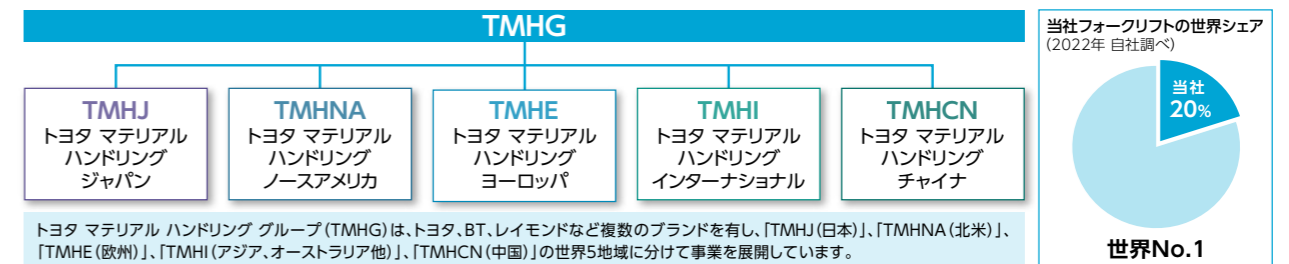 TMHG
TMHJ
トヨタ マテリアル
ハンドリング
ジャパン
TMHNA
トヨタ マテリアル
ハンドリング
ノースアメリカ
TMHE
トヨタ マテリアル
ハンドリング
ヨーロッパ
TMHI
トヨタ マテリアル
ハンドリング
インターナショナル
TMHCN
トヨタ マテリアル
ハンドリング
チャイナ
トヨタ マテリアル ハンドリング グループ(TMHG)は、トヨタ、BT、レイモンドなど複数のブランドを有し、「TMHJ(日本)」、「TMHNA(北米)」、
「TMHE(欧州)」、「TMHI(アジア、オーストラリア他)」、「TMHCN(中国)」の世界5地域に分けて事業を展開しています。
当社フォークリフトの世界シェア
(2022年 自社調べ)
当社
20%
世界No.1